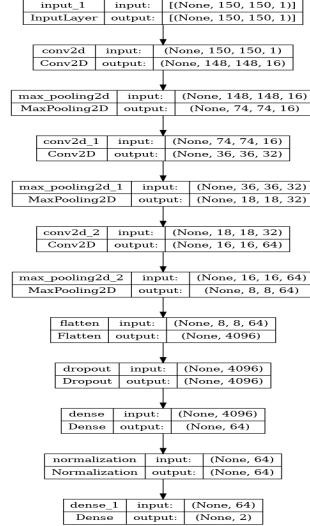 input_1 input: [(None, 150, 150, 1)]
InputLayer output: [(None, 150, 150, 1)]
conv2d input: (None, 150, 150, 1)
Conv2D output: (None, 148, 148, 16)
max_pooling2d input: (None, 148, 148, 16)
MaxPooling2D output: (None, 74, 74, 16)
conv2d_1 input: (None, 74, 74, 16)
Conv2D output: (None, 36, 36, 32)
max_pooling2d_1 input: (None, 36, 36, 32)
MaxPooling2D output: (None, 18, 18, 32)
conv2d_2 input: (None, 18, 18, 32)
Conv2D output: (None, 16, 16, 64)
max_pooling2d_2 input: (None, 16, 16, 64)
MaxPooling2D output: (None, 8, 8, 64)
flatten input: (None, 8, 8, 64)
Flatten output: (None, 4096)
dropout input: (None, 4096)
Dropout output: (None, 4096)
dense input: (None, 4096)
Dense output: (None, 64)
normalization input: (None, 64)
Normalization output: (None, 64)
dense_1 input: (None, 64)
Dense output: (None, 2)